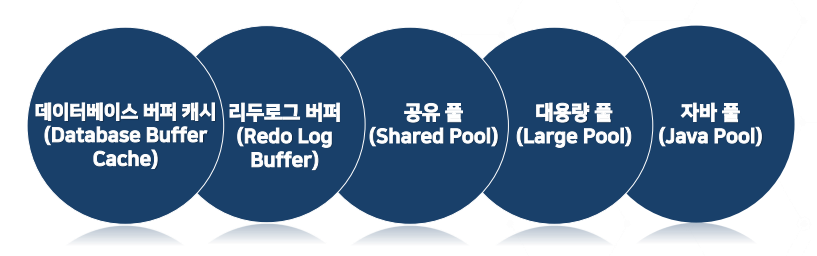 데이터베이스 버퍼 캐시
(Database Buffer
Cache)
리두로그 버퍼
(Redo Log
Buffer)
공유 풀
(Shared Pool)
대용량 풀
(Large Pool)
자바 풀
(Java Pool)